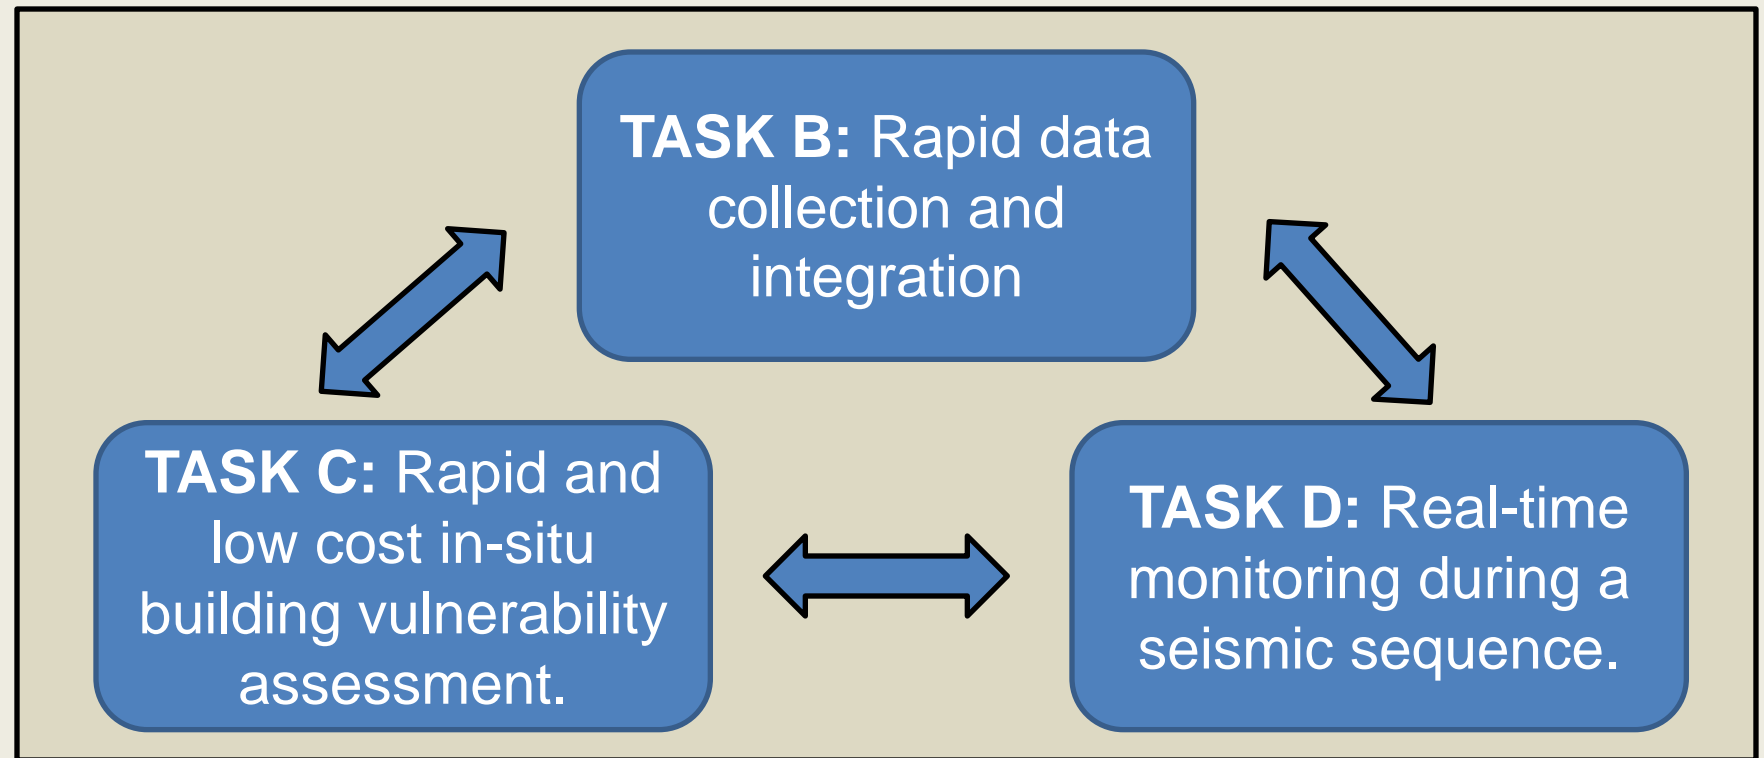 TASK B: Rapid data
collection and
integration
TASK C: Rapid and
low cost in-situ
building vulnerability
assessment.
TASK D: Real-time
monitoring during a
seismic sequence.